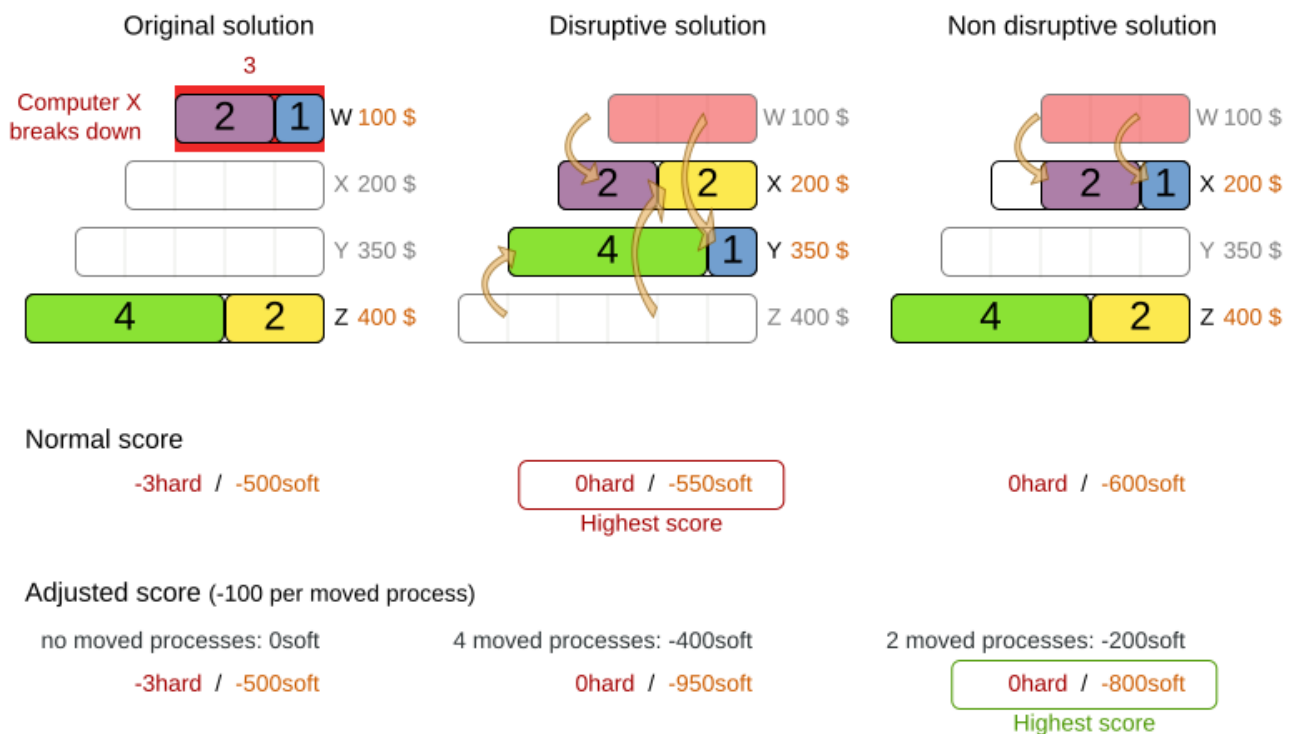 Original solution
Disruptive solution
Non disruptive solution
3
Computer X
breaks down
2 1 W 100 $
W 100 $
W 100 $
X 200 $
2 2 X 200 $
2 1 X 200 $
Y 350 $
4 1 Y 350 $
Y 350 $
4 2 Z 400 $
Z 400 $
4 2 Z 400 $
Normal score
-3hard / -500soft
0hard / -550soft
0hard / -600soft
Highest score
Adjusted score (-100 per moved process)
no moved processes: 0soft
4 moved processes: -400soft
2 moved processes: -200soft
-3hard / -500soft
0hard / -950soft
0hard / -800soft
Highest score